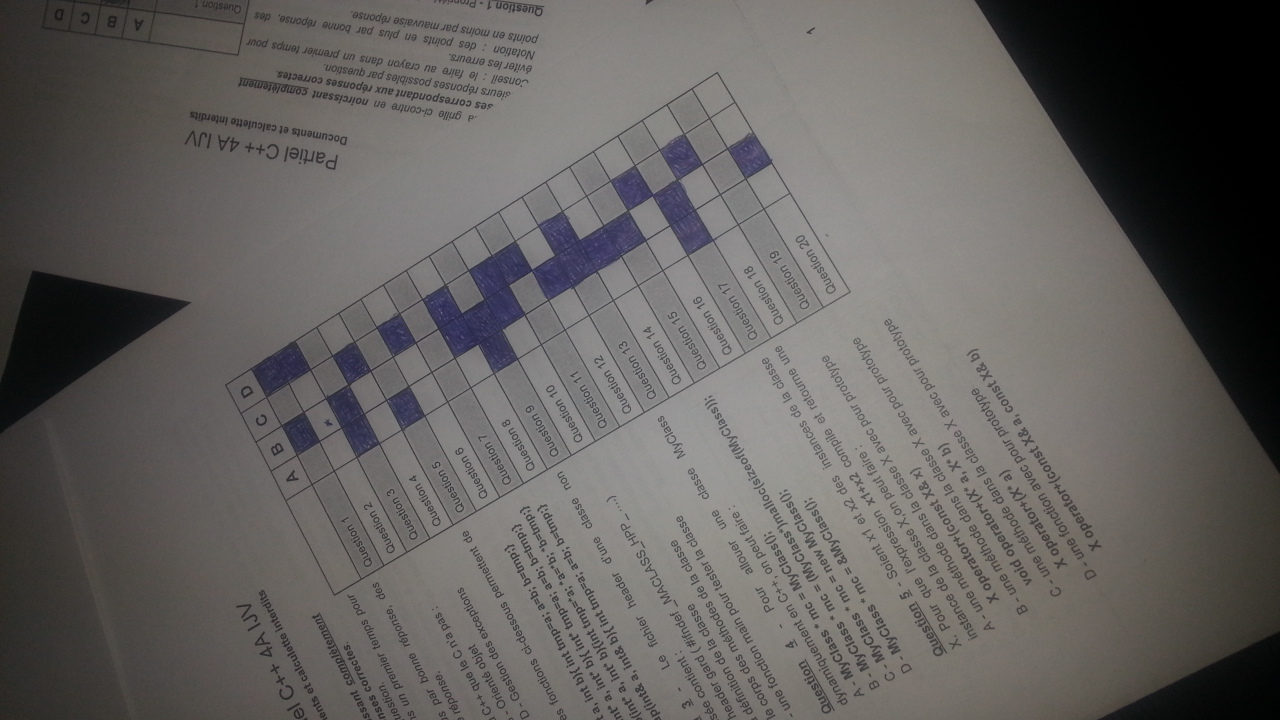 el C++ 4A IJV
ents et calculette interdits
issant complètement
nses correctes.
uestion.
ns un premier temps pour
ps par bonne réponse, des
réponse.
C++ que le C n'a pas :
- Orienté objet
D - Gestion des exceptions
es fonctions ci-dessous permettent de
t a, int b){ int tmp=a; a=b; b=tmp;}
int* a, int* b){ int* tmp=a; a=b; b=tmp;}
p(int* a, int* b){int tmp=*a; *a=*b; *b=tmp;}
ap(int& a, int& b){ int tmp=a; a=b; b=tmp;}
3 - Le fichier header d'une classe non
sée contient :
header gard ( #ifndef _MACLASS_HPP_ ....)
définition de la classe
le corps des méthodes de la classe
- une fonction main pour tester la classe
Question 4 - Pour allouer une classe MyClass
dynamiquement en C++, on peut faire :
A - MyClass * mc = MyClass();
B - MyClass * mc = (MyClass*)malloc(sizeof(MyClass));
C - MyClass * mc = new MyClass();
D - MyClass * mc = &MyClass();
Question 5 - Soient x1 et x2 des instances de la classe
X. Pour que l'expression x1+x2 compile et retourne une
instance de la classe X,on peut faire :
A - une méthode dans la classe X avec pour prototype
X operator+(const X& x)
B - une méthode dans la classe X avec pour prototype
void operator+(X* a, X* b)
C - une méthode dans la classe X avec pour prototype
X operator+(X* a)
D - une fonction avec pour prototype
X operator+(const X& a, const X& b)
A B C D
Question 1
Question 2
Question 3
Question 4
Question 5
Question 6
Question 7
Question 8
Question 9
Question 10
Question 11
Question 12
Question 13
Question 14
Question 15
Question 16
Question 17
Question 18
Question 19
Question 20
1
Partiel C++ 4A IJV
Documents et calculette interdits
grille ci-contre en noircissant complètement
ses correspondant aux réponses correctes.
sieurs réponses possibles par question.
Conseil : le faire au crayon dans un premier temps pour
éviter les erreurs.
Notation : des points en plus par bonne réponse, des
points en moins par mauvaise réponse.
Question 1 -
A B C D
Question 1